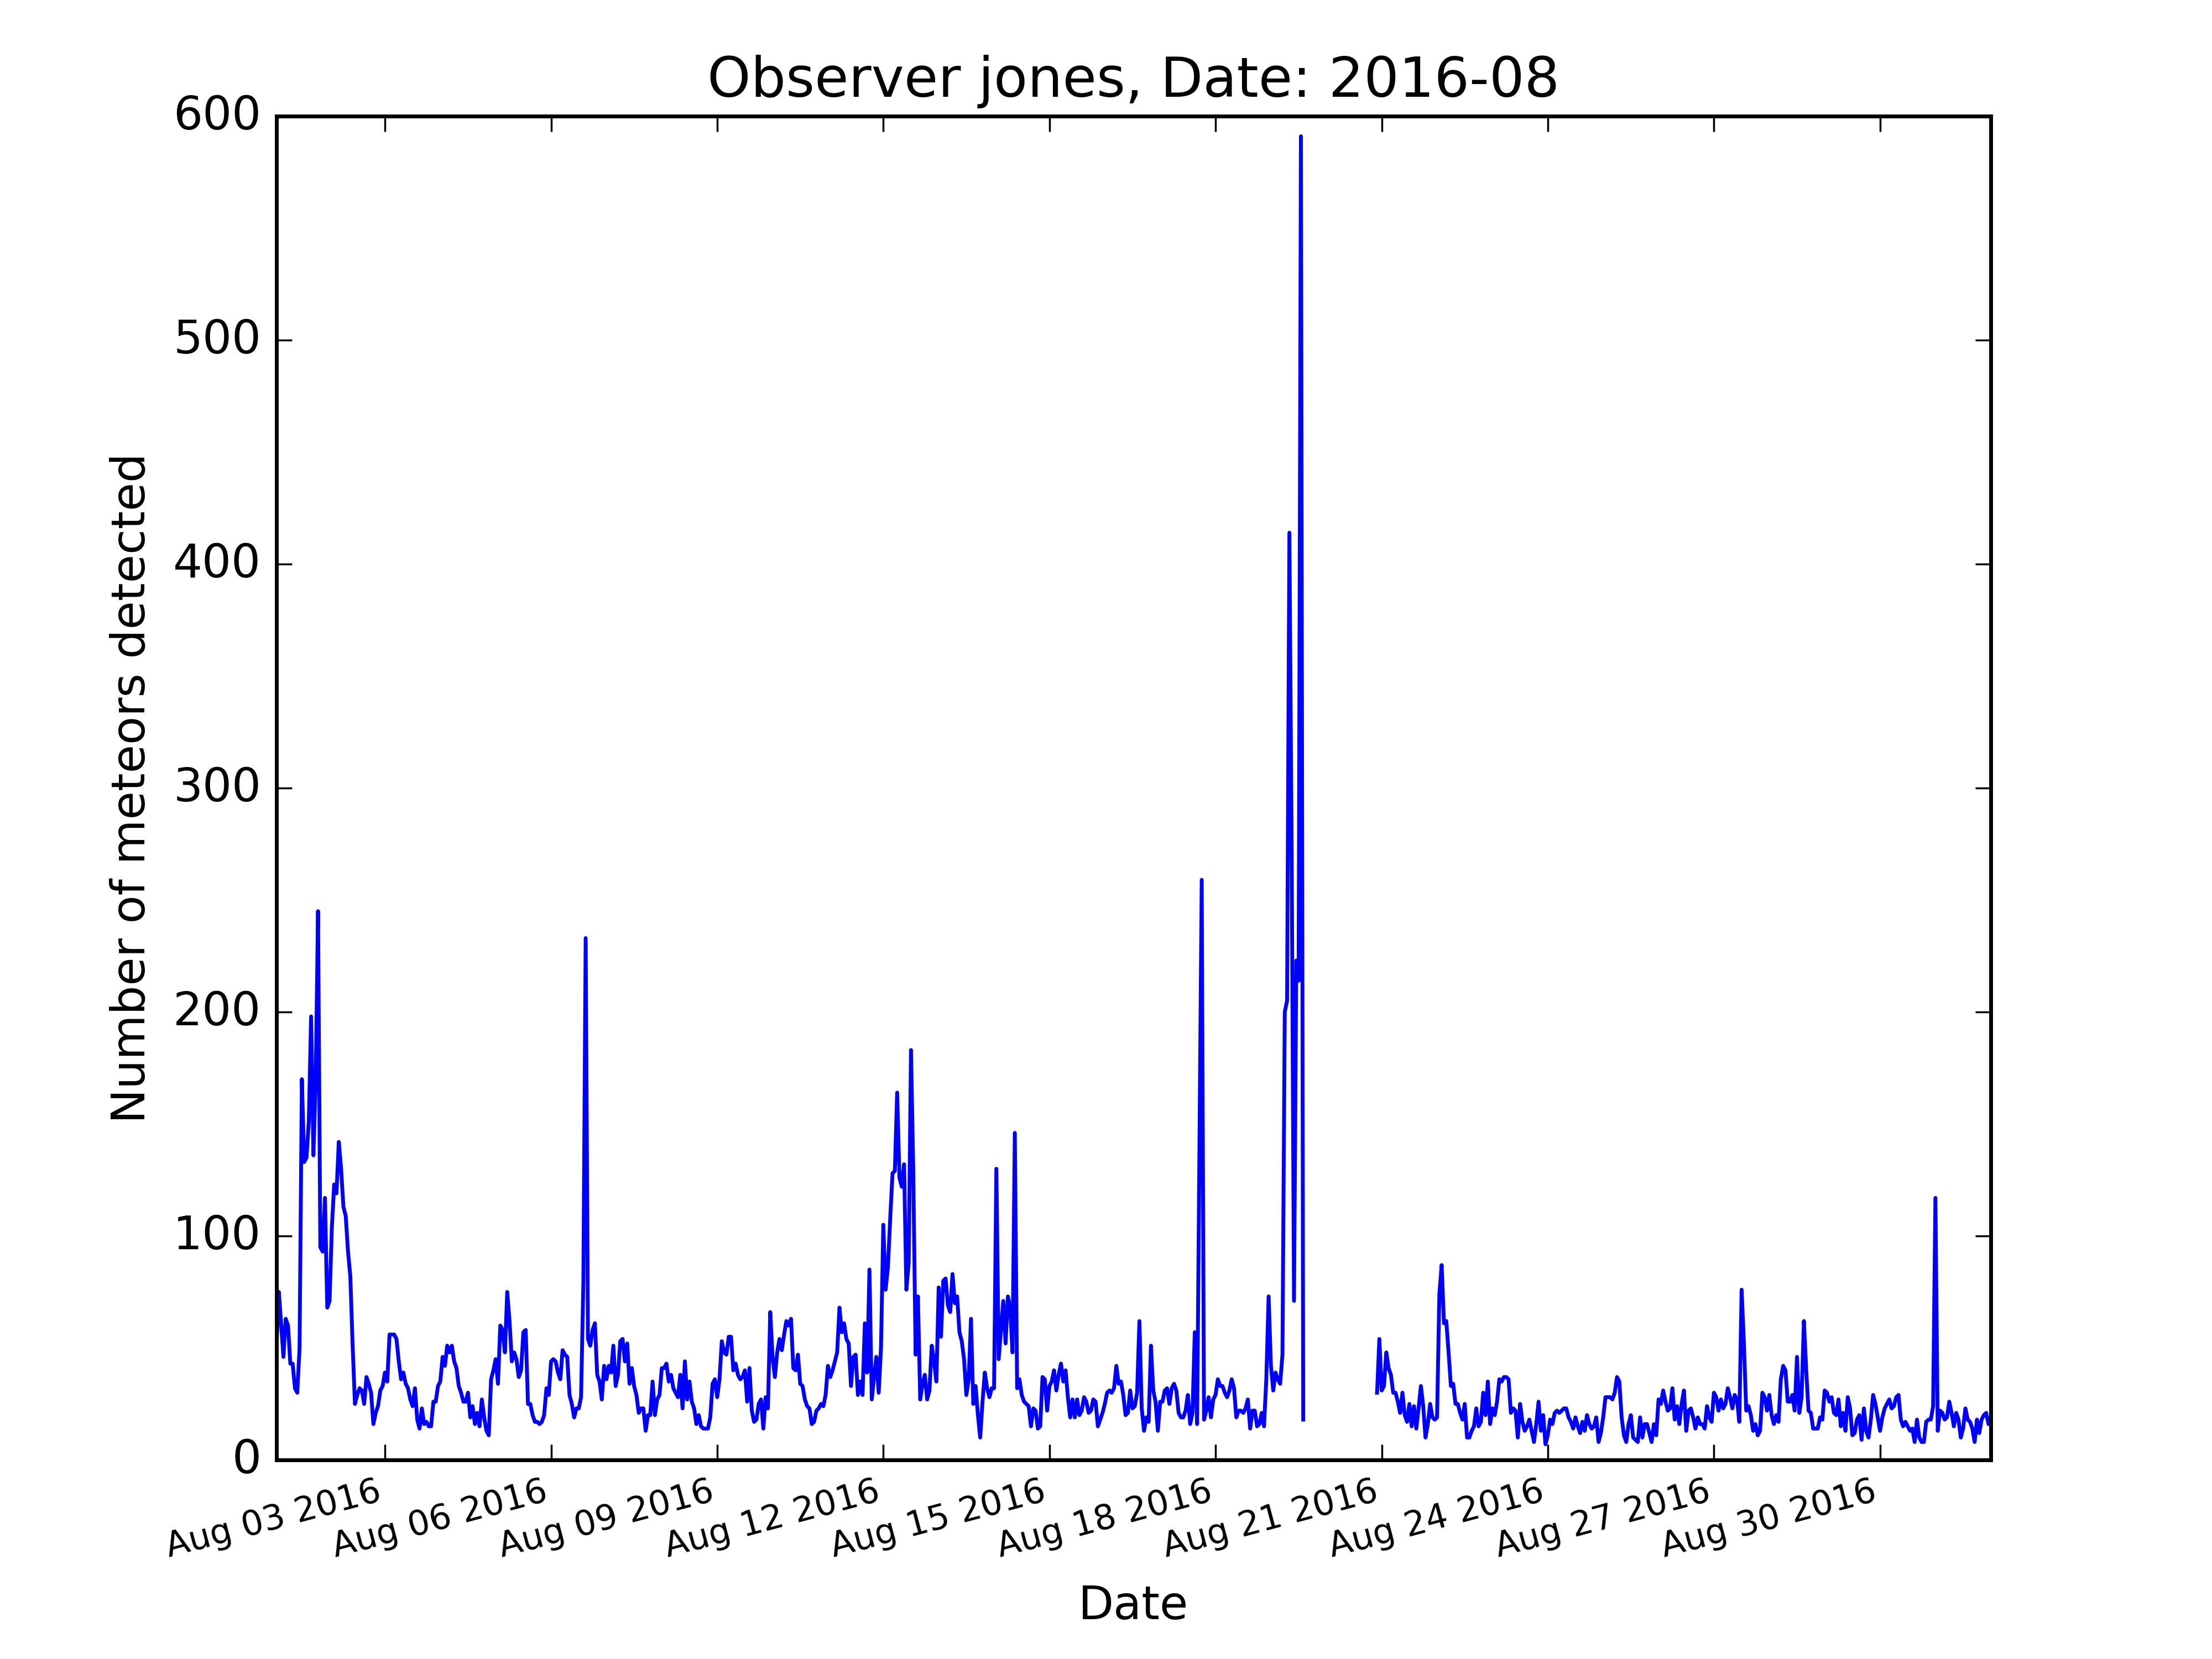 Observer jones, Date: 2016-08
600
500
400
300
200
100
0
Number of meteors detected
Aug 03 2016
Aug 06 2016
Aug 09 2016
Aug 12 2016
Aug 15 2016
Aug 18 2016
Aug 21 2016
Aug 24 2016
Aug 27 2016
Aug 30 2016
Date